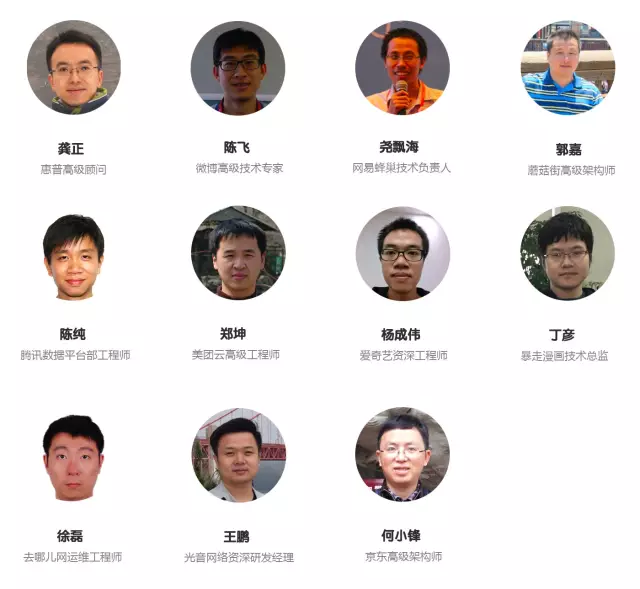 龚正
惠普高级顾问
陈飞
微博高级技术专家
尧飘海
网易蜂巢技术负责人
郭嘉
蘑菇街高级架构师
陈纯
腾讯数据平台部工程师
郑坤
美团云高级工程师
杨成伟
爱奇艺资深工程师
丁彦
暴走漫画技术总监
徐磊
去哪儿网运维工程师
王鹏
光音网络资深研发经理
何小锋
京东高级架构师